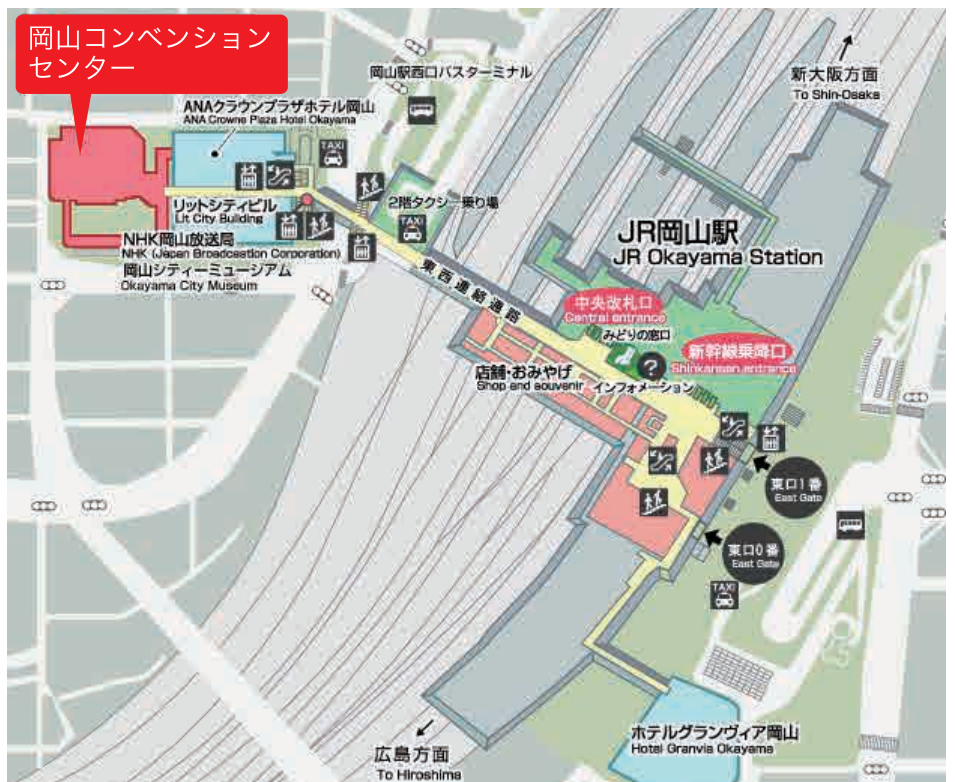 岡山コンベンション
センター
岡山駅西口バスターミナル
新大阪方面
To Shin-Osaka
ANAクラウンプラザホテル岡山
ANA Crowne Plaza Hotel Okayama
TAXI
2階タクシー乗り場
TAXI
リットシティビル
Lit City Building
NHK岡山放送局
NHK (Japan Broadcastion Corporation)
岡山シティーミュージアム
Okayama City Museum
JR岡山駅
JR Okayama Station
東西連絡通路
中央改札口
Central entrance
みどりの窓口
新幹線乗降口
Shinkansen entrance
?
店舗・おみやげ
Shop and souvenir
インフォメーション
東口1番
East Gate
東口0番
East Gate
TAXI
ホテルグランヴィア岡山
Hotel Granvia Okayama
広島方面
To Hiroshima